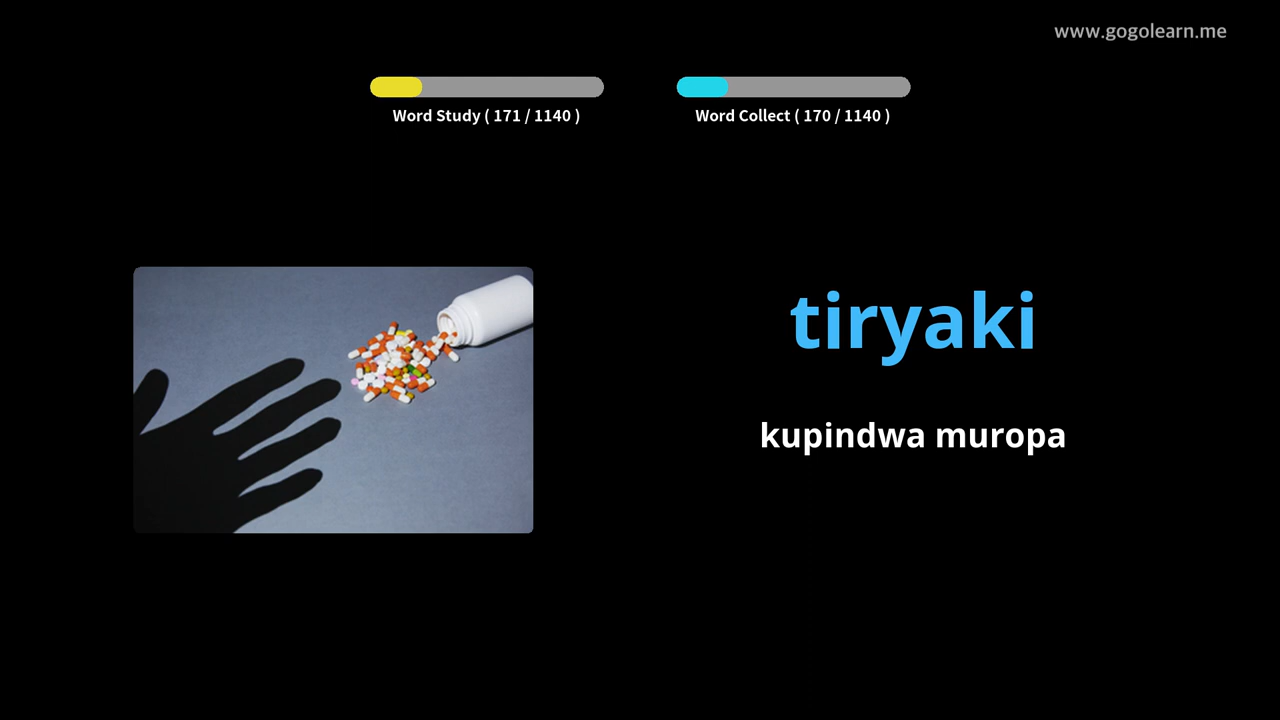 www.gogolearn.me
Word Study ( 171 / 1140 )
Word Collect ( 170 / 1140 )
tiryaki
kupindwa muropa